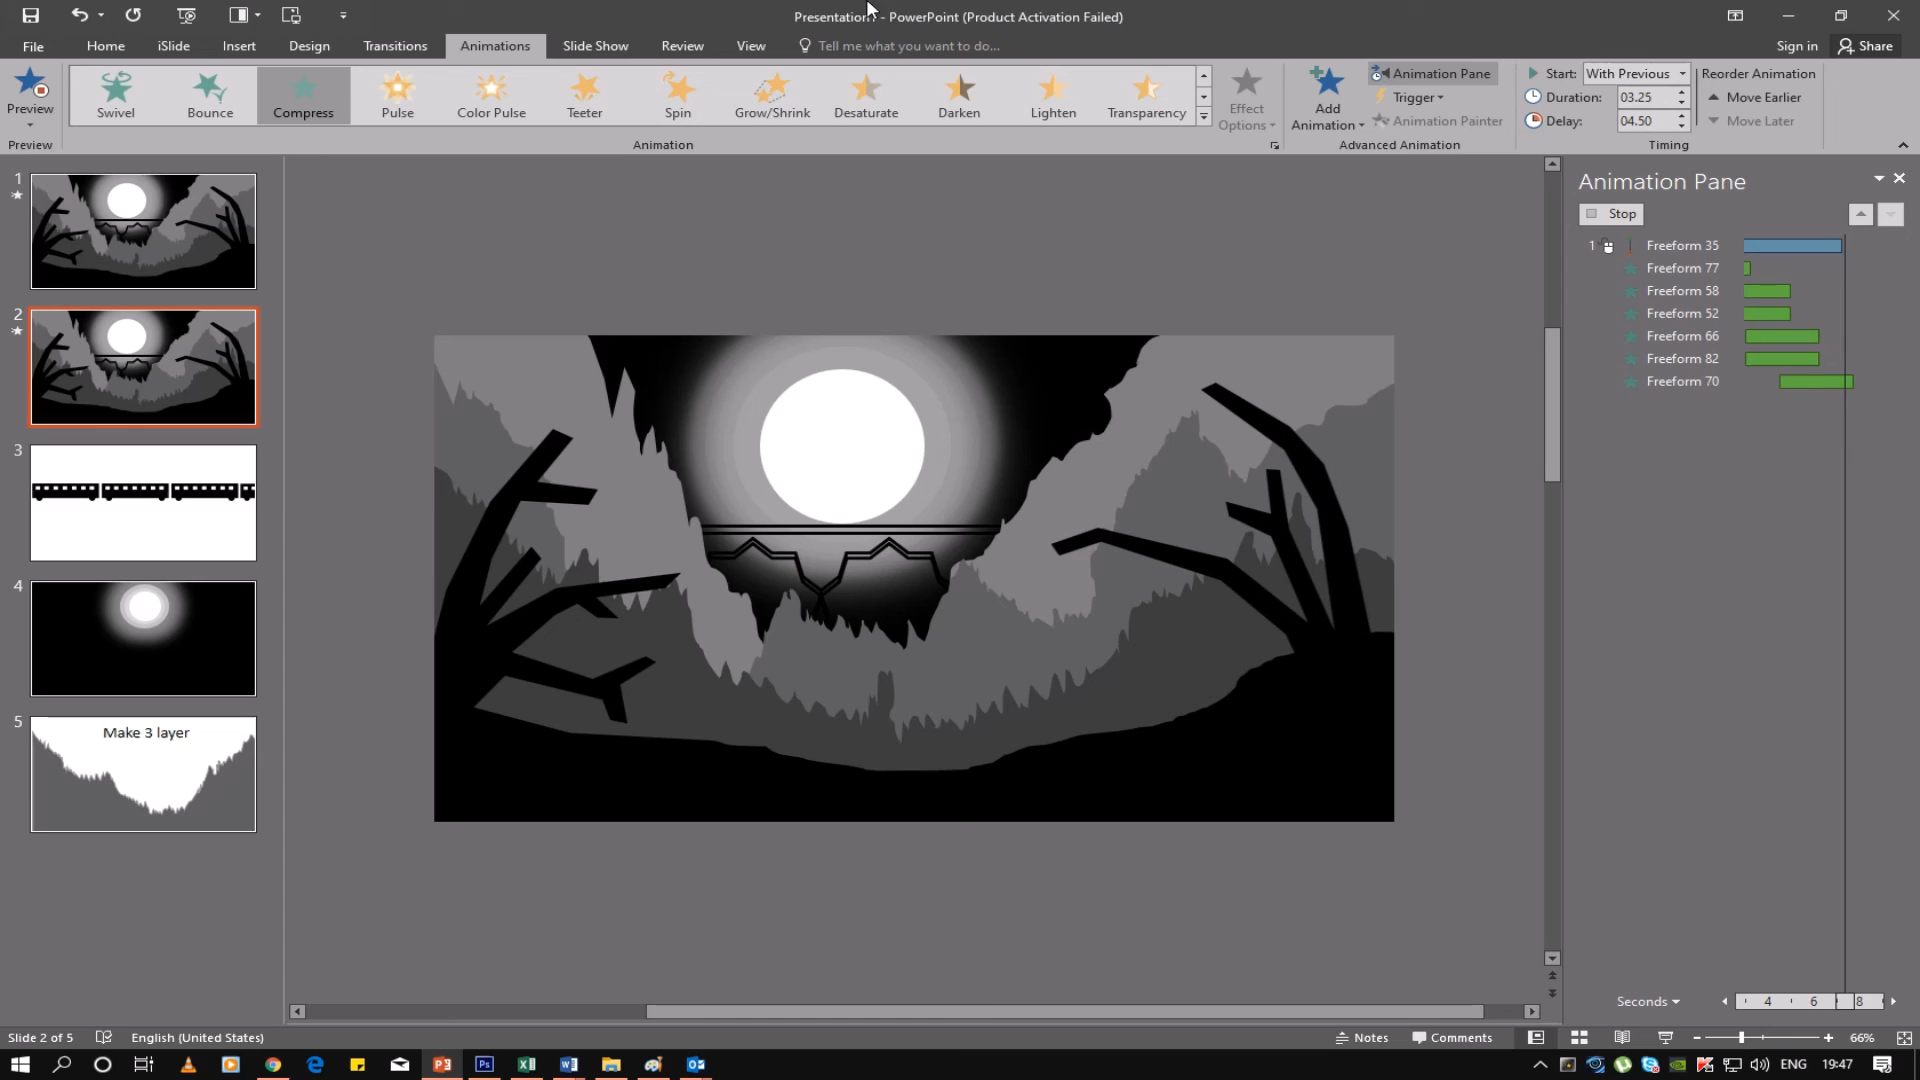 Presentation1 - PowerPoint (Product Activation Failed)
File Home iSlide Insert Design Transitions Animations Slide Show Review View Tell me what you want to do... Sign in Share
Preview Swivel Bounce Compress Pulse Color Pulse Teeter Spin Grow/Shrink Desaturate Darken Lighten Transparency
Effect Options
Add Animation
Animation Pane
Trigger
Animation Painter
Start: With Previous
Duration: 03.25
Delay: 04.50
Reorder Animation
Move Earlier
Move Later
Preview Animation Advanced Animation Timing
1
2
3
4
5
Make 3 layer
Animation Pane
Stop
1 Freeform 35
Freeform 77
Freeform 58
Freeform 52
Freeform 66
Freeform 82
Freeform 70
Seconds 4 6 8
Slide 2 of 5 English (United States) Notes Comments 66%
ENG 19:47